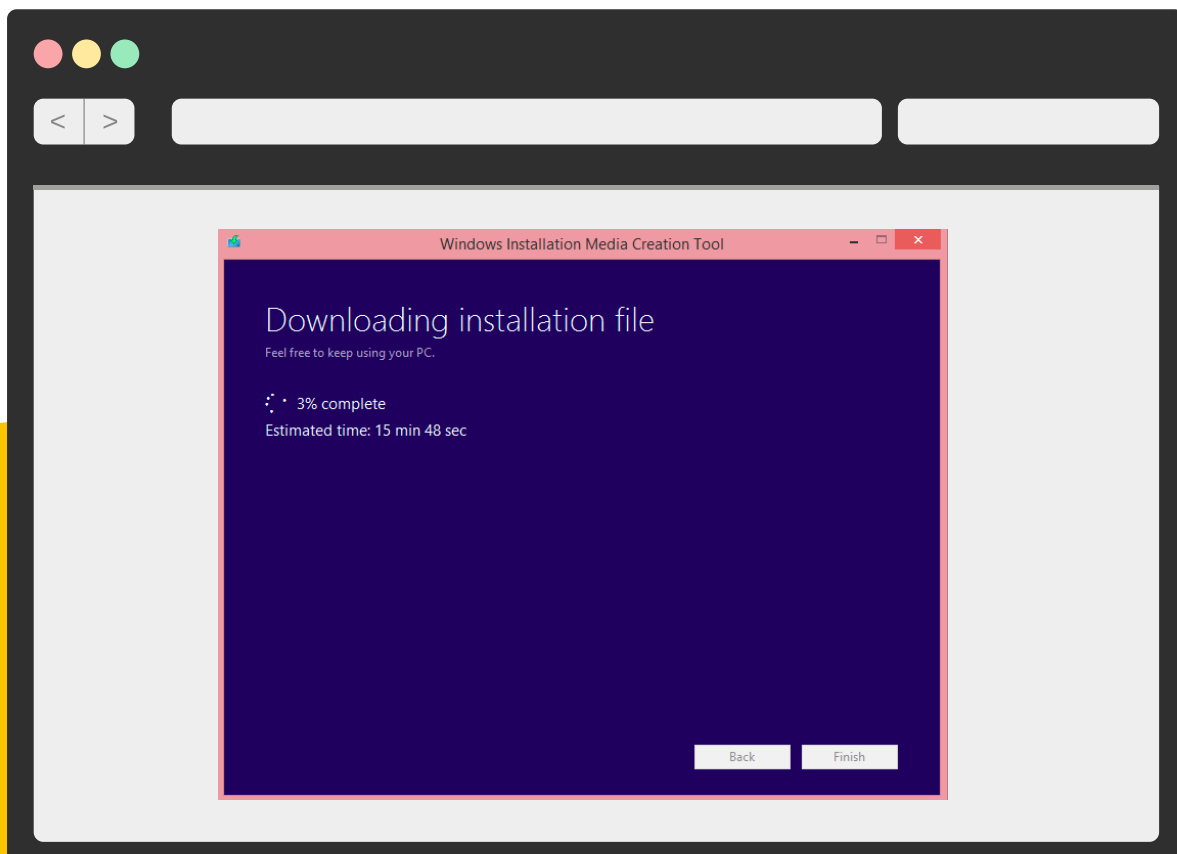 < >
Windows Installation Media Creation Tool
Downloading installation file
Feel free to keep using your PC.
3% complete
Estimated time: 15 min 48 sec
Back Finish